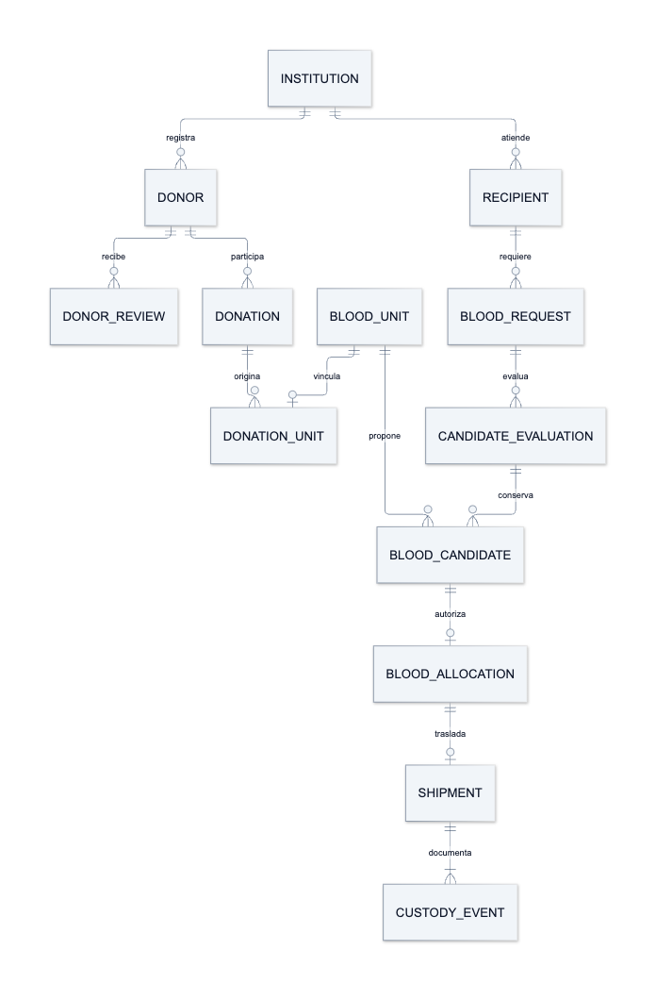 INSTITUTION
registra
atiende
DONOR
RECIPIENT
recibe
participa
requiere
DONOR_REVIEW
DONATION
BLOOD_UNIT
BLOOD_REQUEST
origina
vincula
evalua
DONATION_UNIT
propone
CANDIDATE_EVALUATION
conserva
BLOOD_CANDIDATE
autoriza
BLOOD_ALLOCATION
traslada
SHIPMENT
documenta
CUSTODY_EVENT